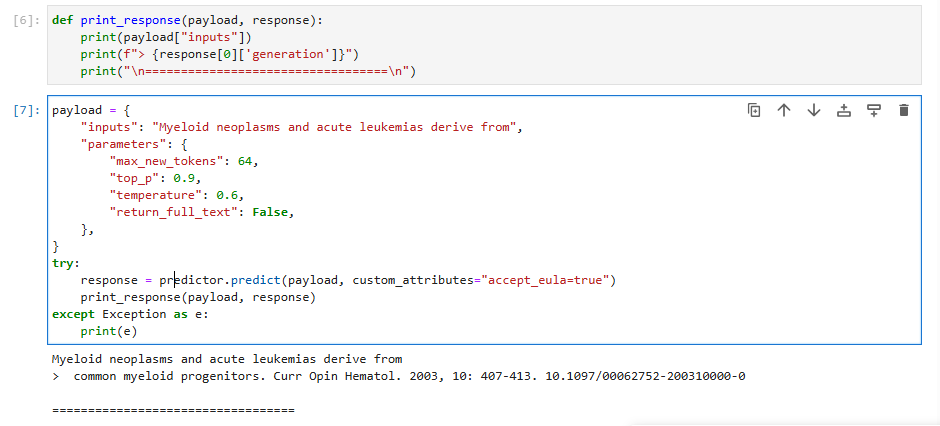 [6]: def print_response(payload, response):
    print(payload["inputs"])
    print(f"> {response[0]['generation']}")
    print("\n==================================\n")
[7]: payload = {
    "inputs": "Myeloid neoplasms and acute leukemias derive from",
    "parameters": {
        "max_new_tokens": 64,
        "top_p": 0.9,
        "temperature": 0.6,
        "return_full_text": False,
    },
}
try:
    response = predictor.predict(payload, custom_attributes="accept_eula=true")
    print_response(payload, response)
except Exception as e:
    print(e)
Myeloid neoplasms and acute leukemias derive from
>  common myeloid progenitors. Curr Opin Hematol. 2003, 10: 407-413. 10.1097/00062752-200310000-0
==================================